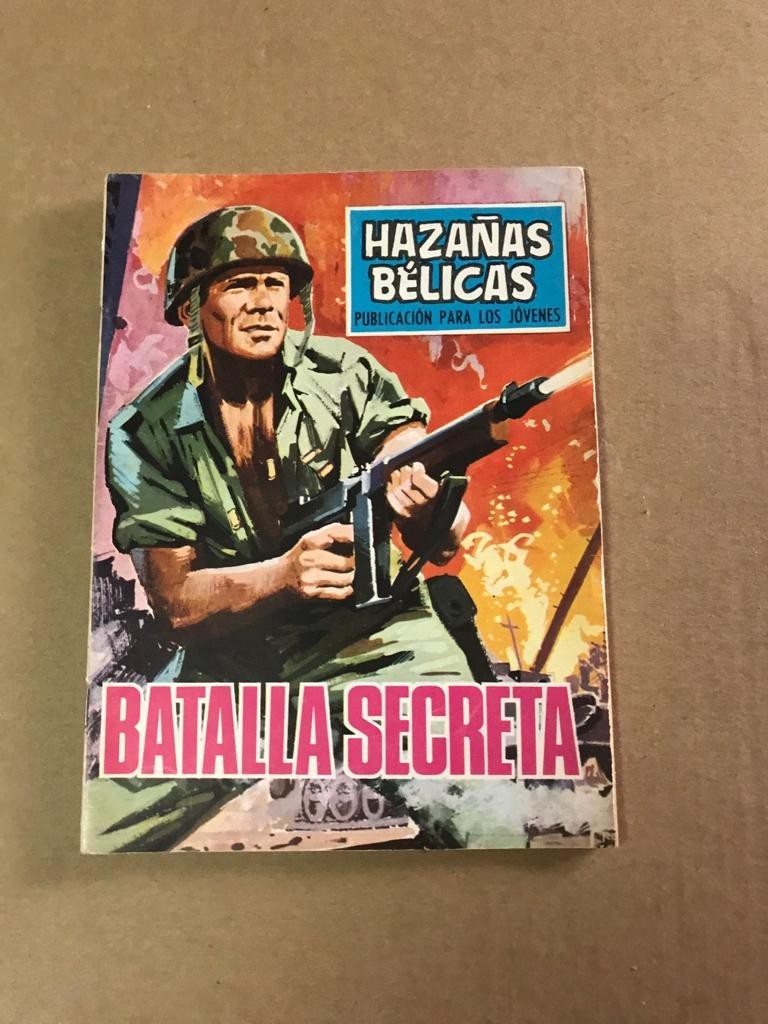 HAZAÑAS
BÉLICAS
PUBLICACIÓN PARA LOS JÓVENES
BATALLA SECRETA